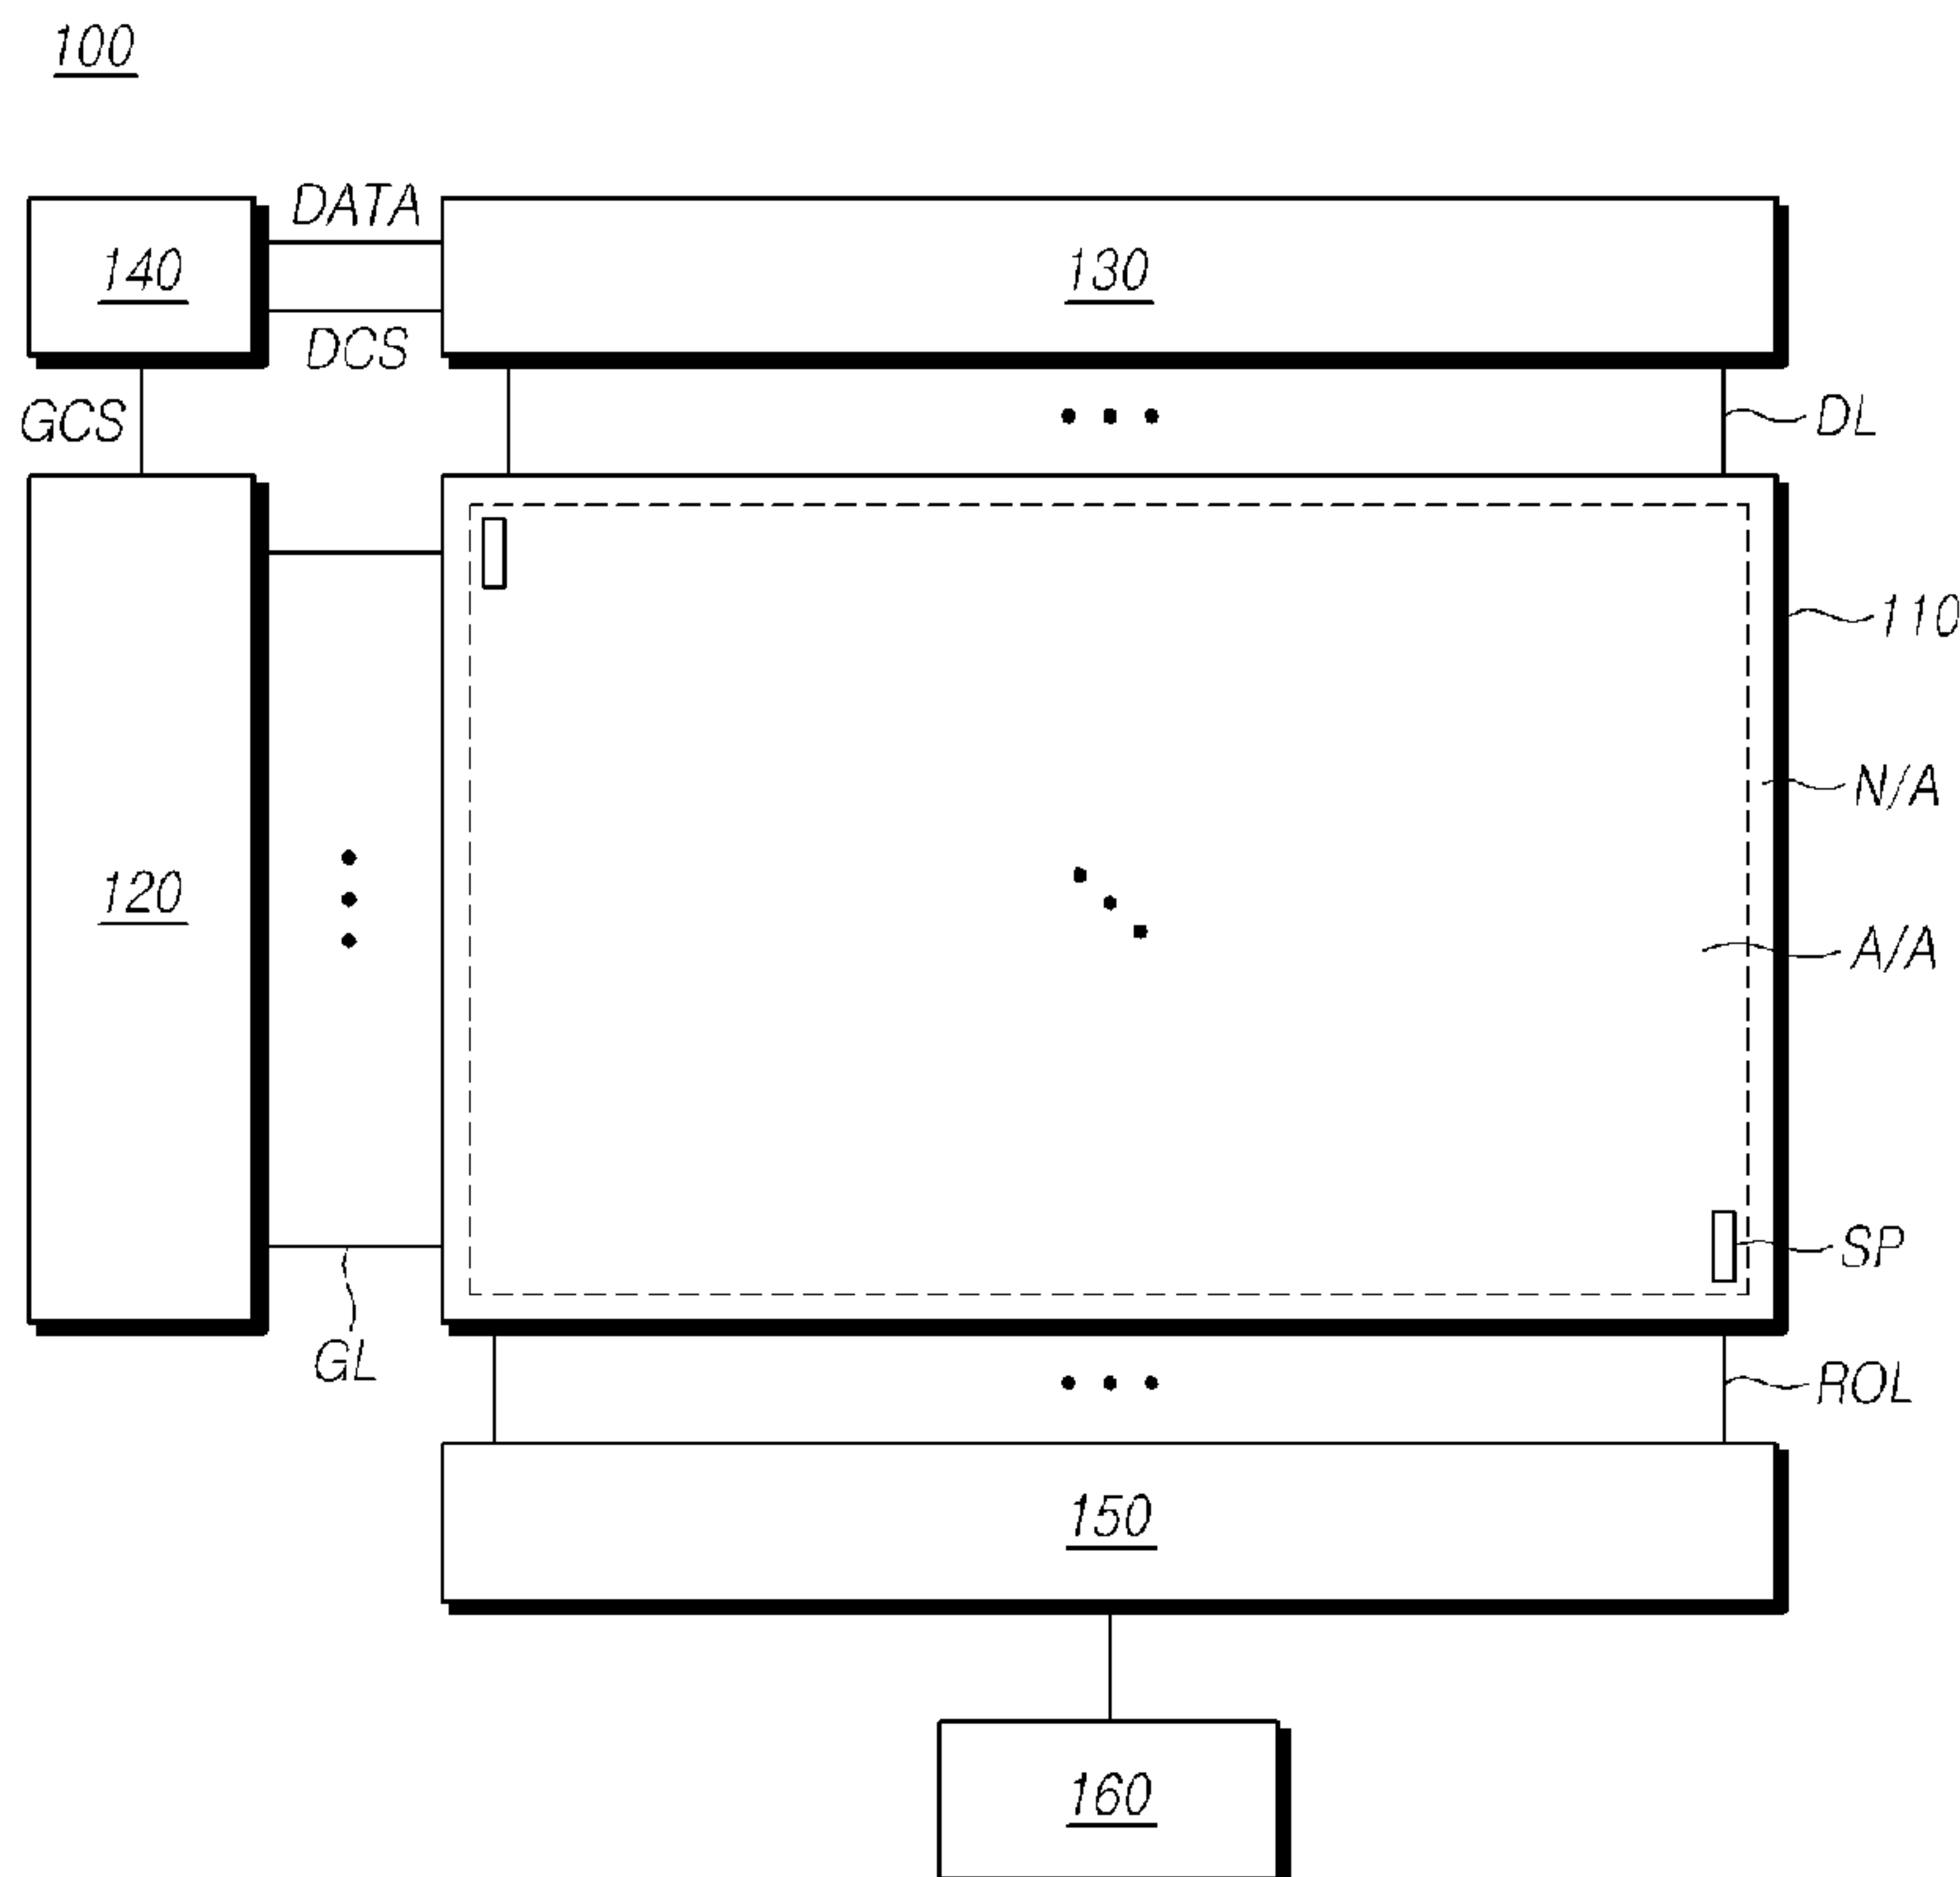 100
DATA
140
130
DCS
GCS
DL
110
N/A
120
A/A
SP
GL
ROL
150
160